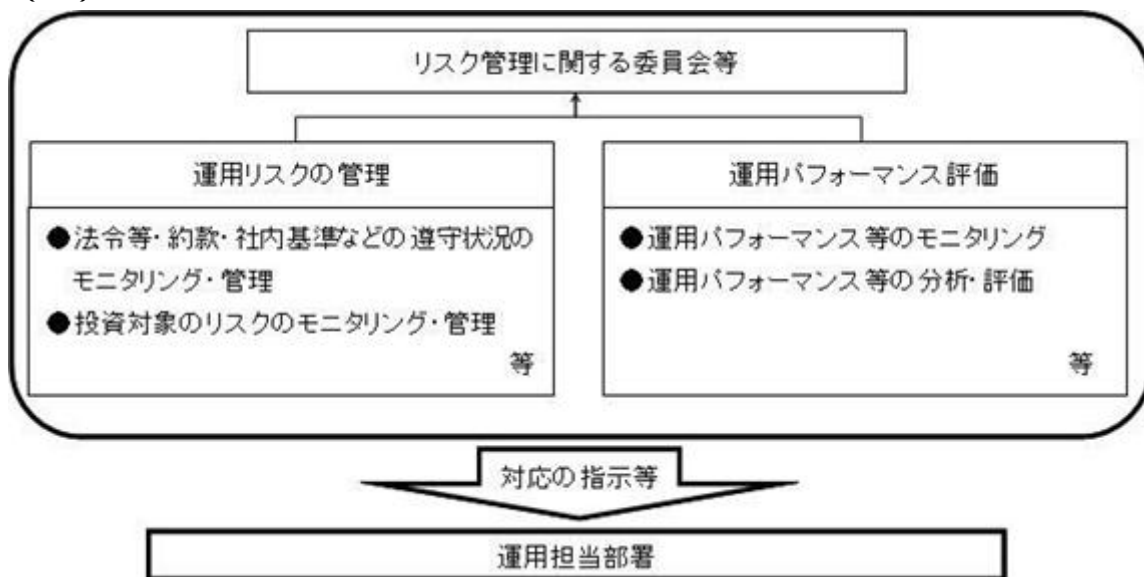 リスク管理に関する委員会等
運用リスクの管理
●法令等・約款・社内基準などの遵守状況の
モニタリング・管理
●投資対象のリスクのモニタリング・管理
等
運用パフォーマンス評価
●運用パフォーマンス等のモニタリング
●運用パフォーマンス等の分析・評価
等
対応の指示等
運用担当部署